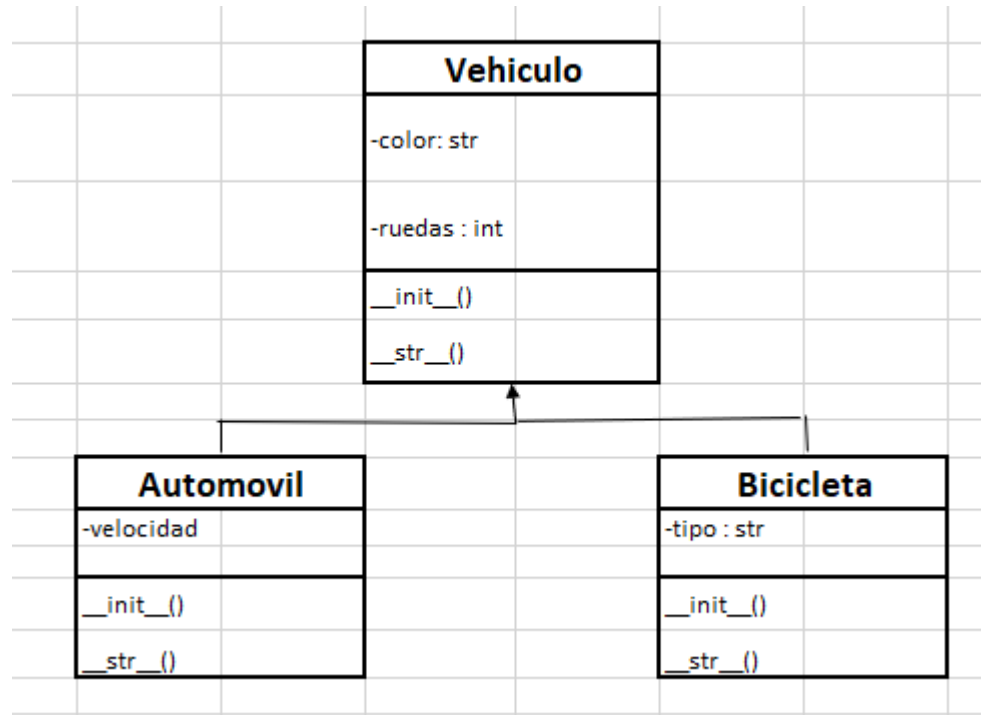 Vehiculo
-color: str
-ruedas : int
__init__()
__str__()
Automovil
-velocidad
__init__()
__str__()
Bicicleta
-tipo : str
__init__()
__str__()